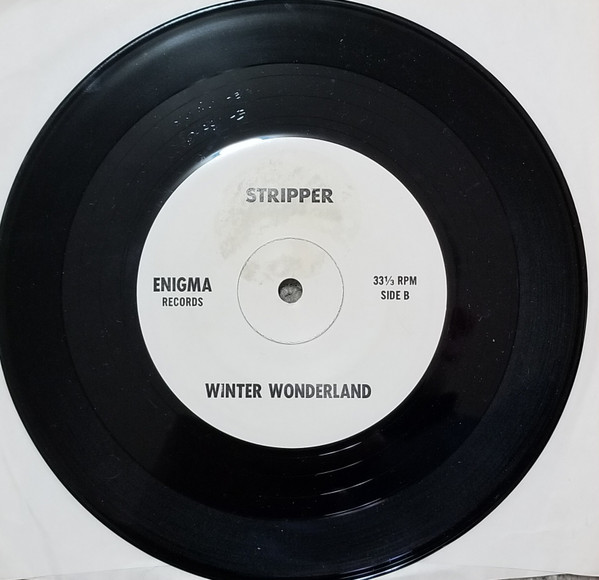 STRIPPER
ENIGMA
RECORDS
33⅓ RPM
SIDE B
WINTER WONDERLAND